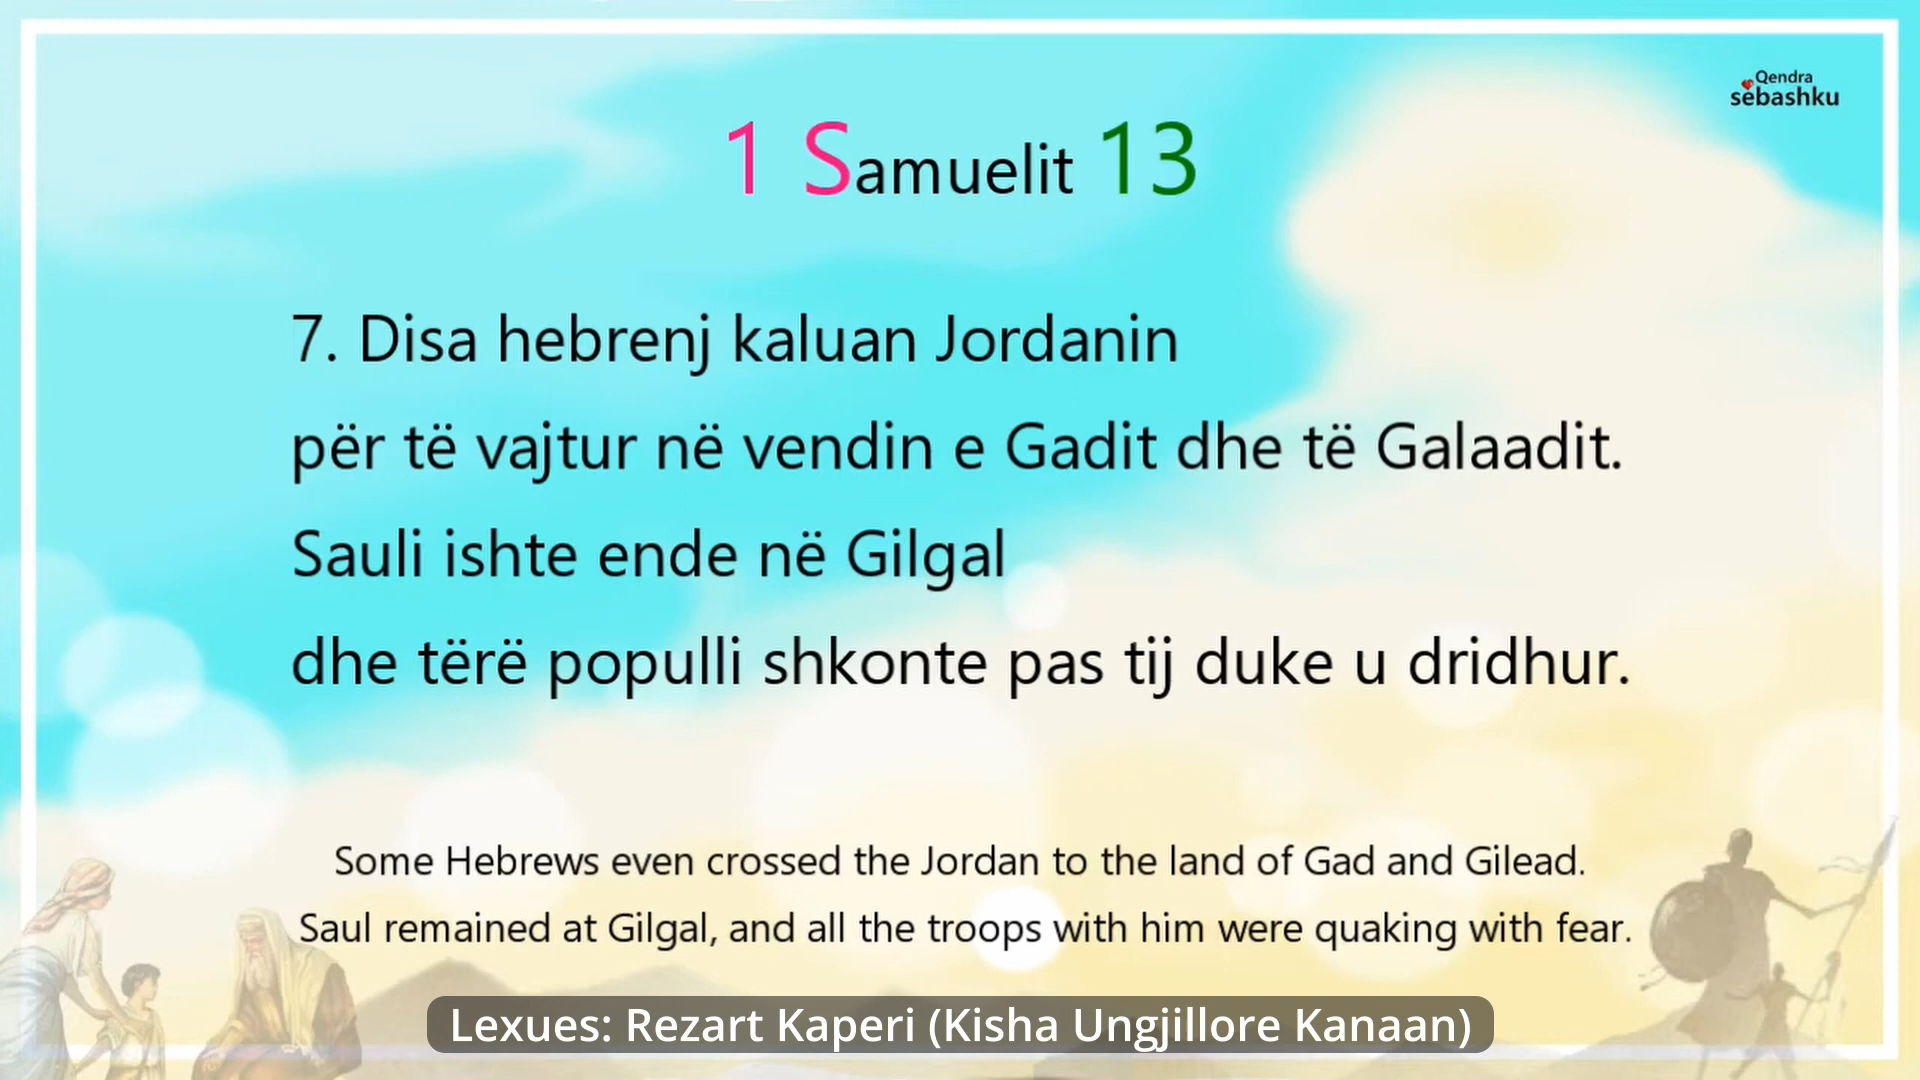 Qendra
sëbashku
1 Samuelit 13
7. Disa hebrenj kaluan Jordanin
për të vajtur në vendin e Gadit dhe të Galaadit.
Sauli ishte ende në Gilgal
dhe tërë populli shkonte pas tij duke u dridhur.
Some Hebrews even crossed the Jordan to the land of Gad and Gilead.
Saul remained at Gilgal, and all the troops with him were quaking with fear.
Lexues: Rezart Kaperi (Kisha Ungjillore Kanaan)